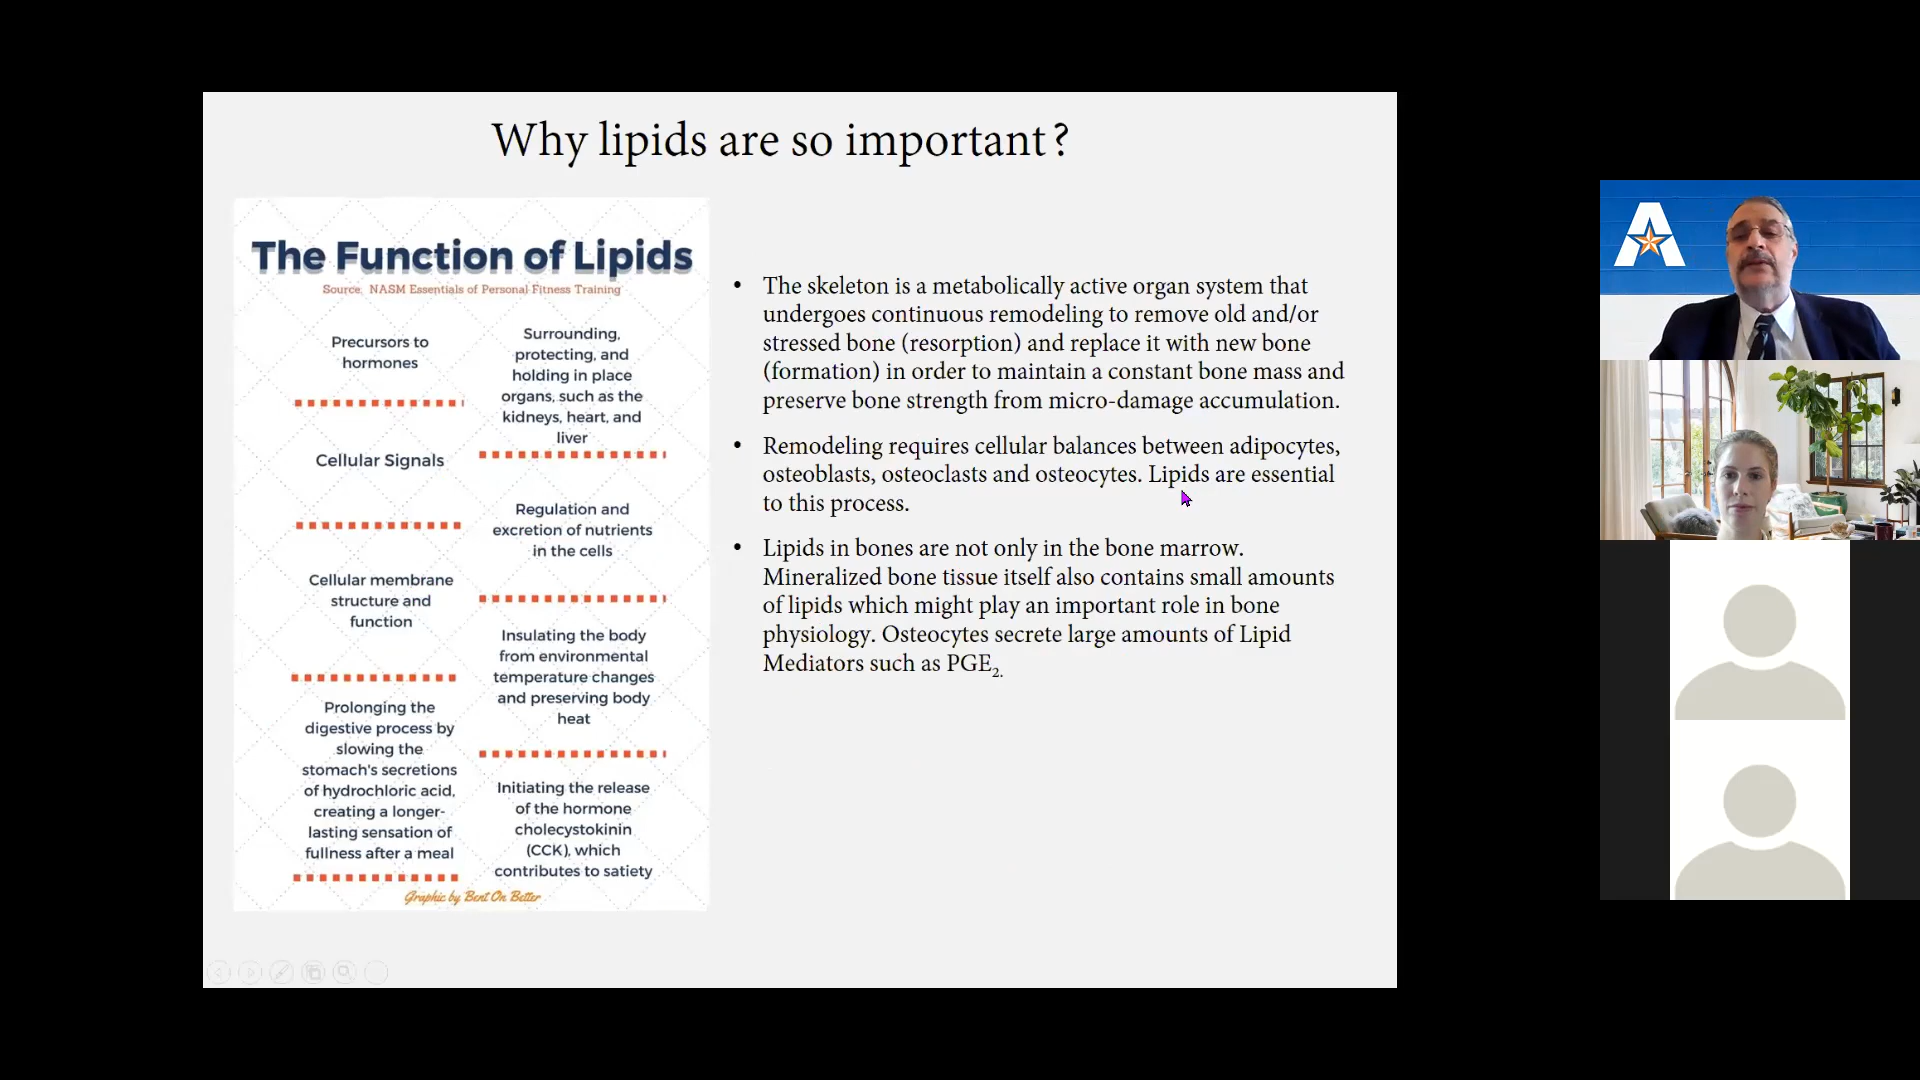 Why lipids are so important?
The Function of Lipids
Source: NASM Essentials of Personal Fitness Training
Precursors to
hormones
Cellular Signals
Cellular membrane
structure and
function
Prolonging the
digestive process by
slowing the
stomach's secretions
of hydrochloric acid,
creating a longer-
lasting sensation of
fullness after a meal
Surrounding,
protecting, and
holding in place
organs, such as the
kidneys, heart, and
liver
Regulation and
excretion of nutrients
in the cells
Insulating the body
from environmental
temperature changes
and preserving body
heat
Initiating the release
of the hormone
cholecystokinin
(CCK), which
contributes to satiety
Graphic by Bent On Better
• The skeleton is a metabolically active organ system that
undergoes continuous remodeling to remove old and/or
stressed bone (resorption) and replace it with new bone
(formation) in order to maintain a constant bone mass and
preserve bone strength from micro-damage accumulation.
• Remodeling requires cellular balances between adipocytes,
osteoblasts, osteoclasts and osteocytes. Lipids are essential
to this process.
• Lipids in bones are not only in the bone marrow.
Mineralized bone tissue itself also contains small amounts
of lipids which might play an important role in bone
physiology. Osteocytes secrete large amounts of Lipid
Mediators such as PGE2.
A